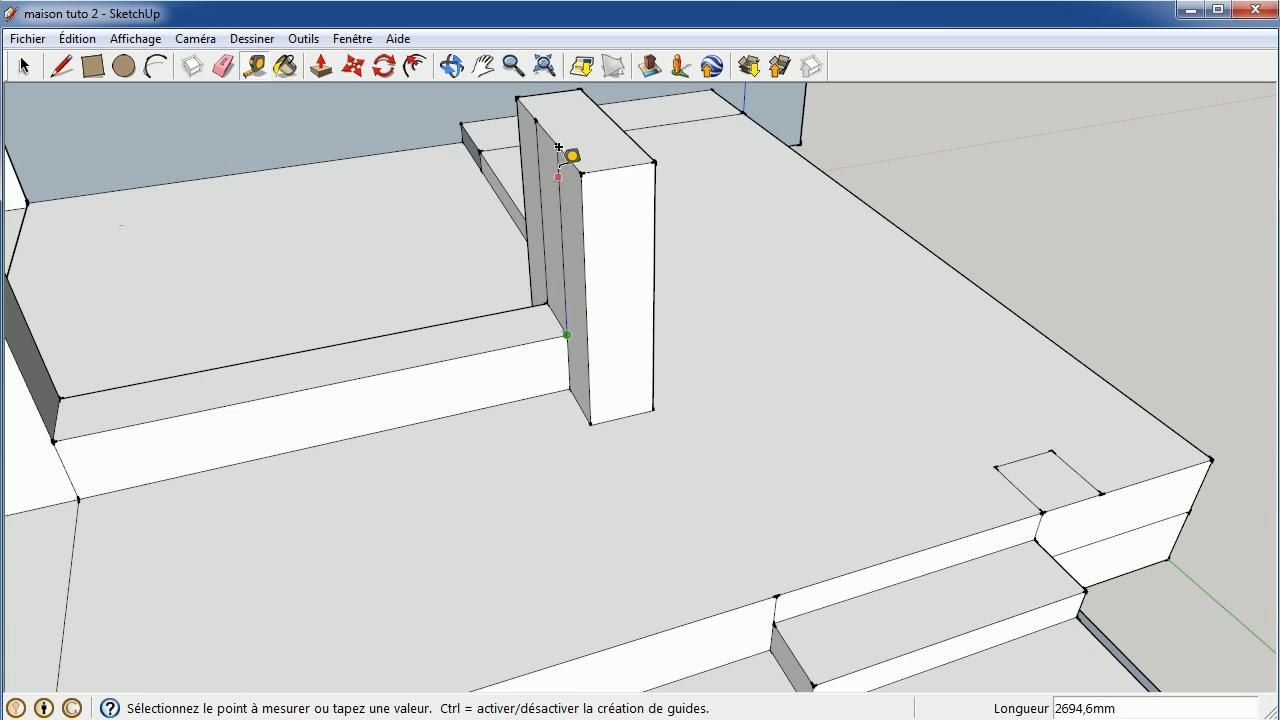 maison tuto 2 - SketchUp
Fichier Édition Affichage Caméra Dessiner Outils Fenêtre Aide
Sélectionnez le point à mesurer ou tapez une valeur. Ctrl = activer/désactiver la création de guides. Longueur 2694,6mm